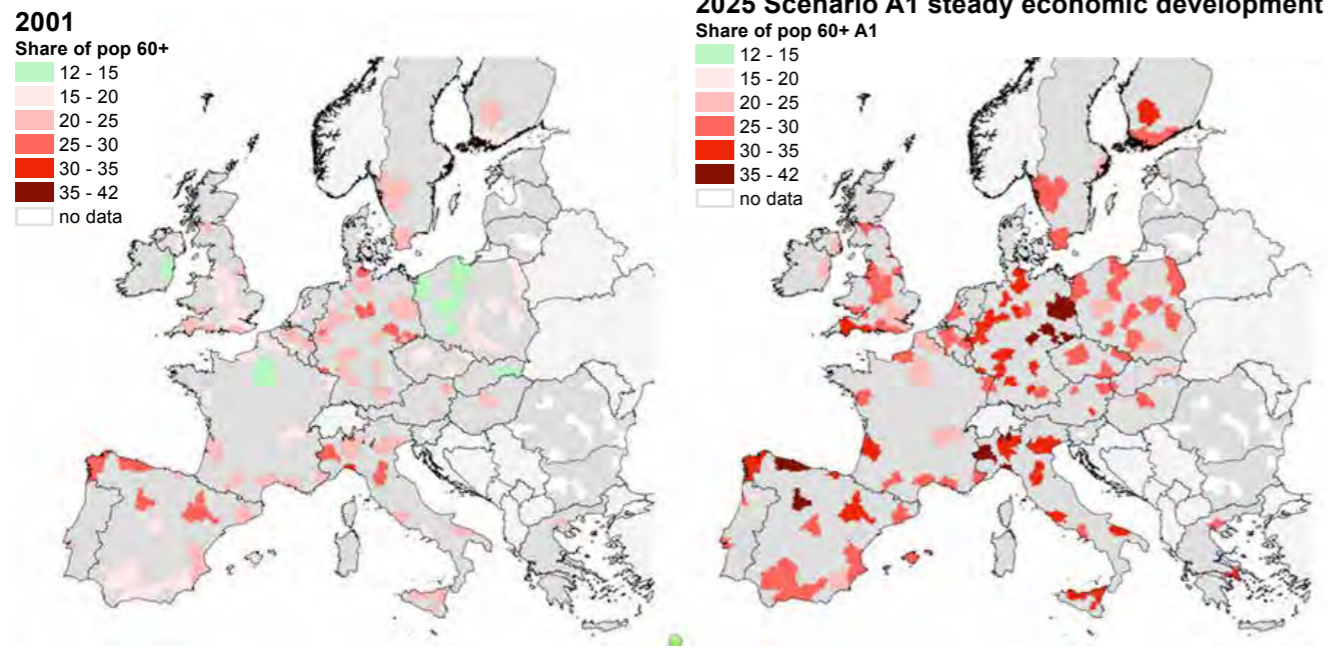 2001
Share of pop 60+
12 - 15
15 - 20
20 - 25
25 - 30
30 - 35
35 - 42
no data
2025 Scenario A1 steady economic development
Share of pop 60+ A1
12 - 15
15 - 20
20 - 25
25 - 30
30 - 35
35 - 42
no data